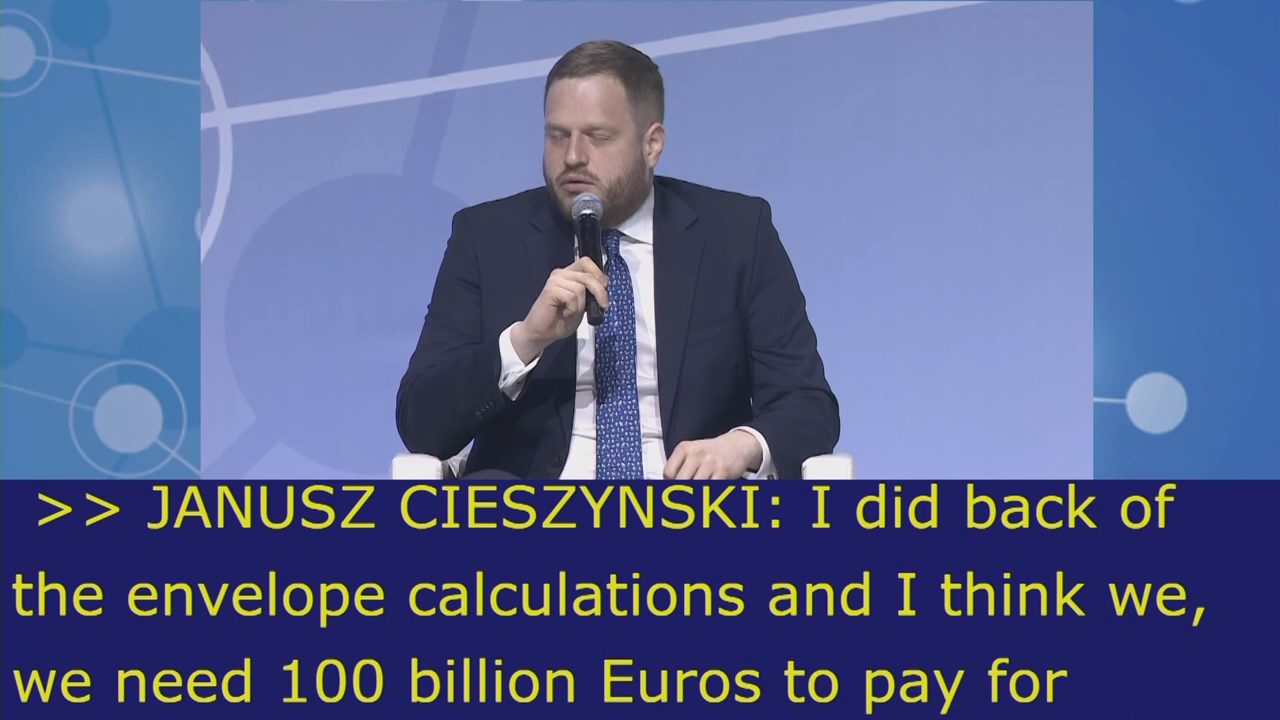 >> JANUSZ CIESZYNSKI: I did back of
the envelope calculations and I think we,
we need 100 billion Euros to pay for